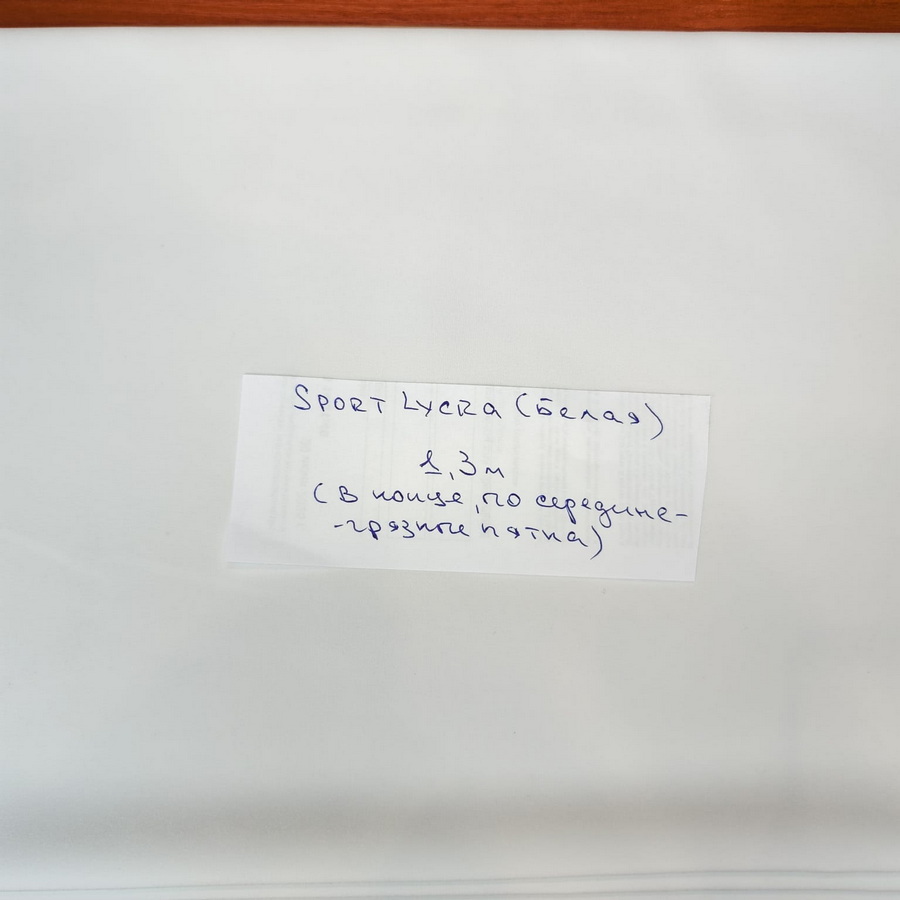 Sport Lycra (Белая)
1,3 м
(в конце, по середине-
-грязные пятна)